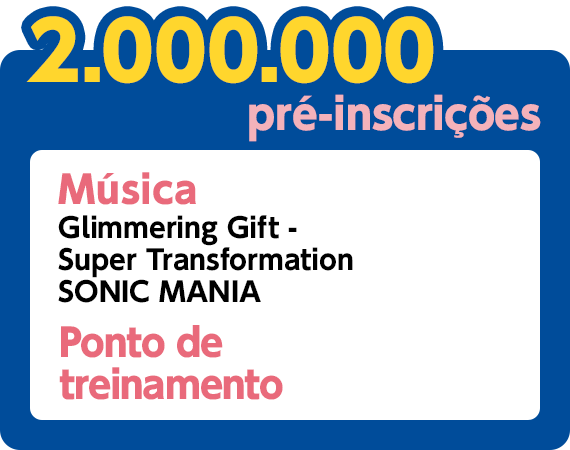 2.000.000
pré-inscrições
Música
Glimmering Gift -
Super Transformation
SONIC MANIA
Ponto de
treinamento